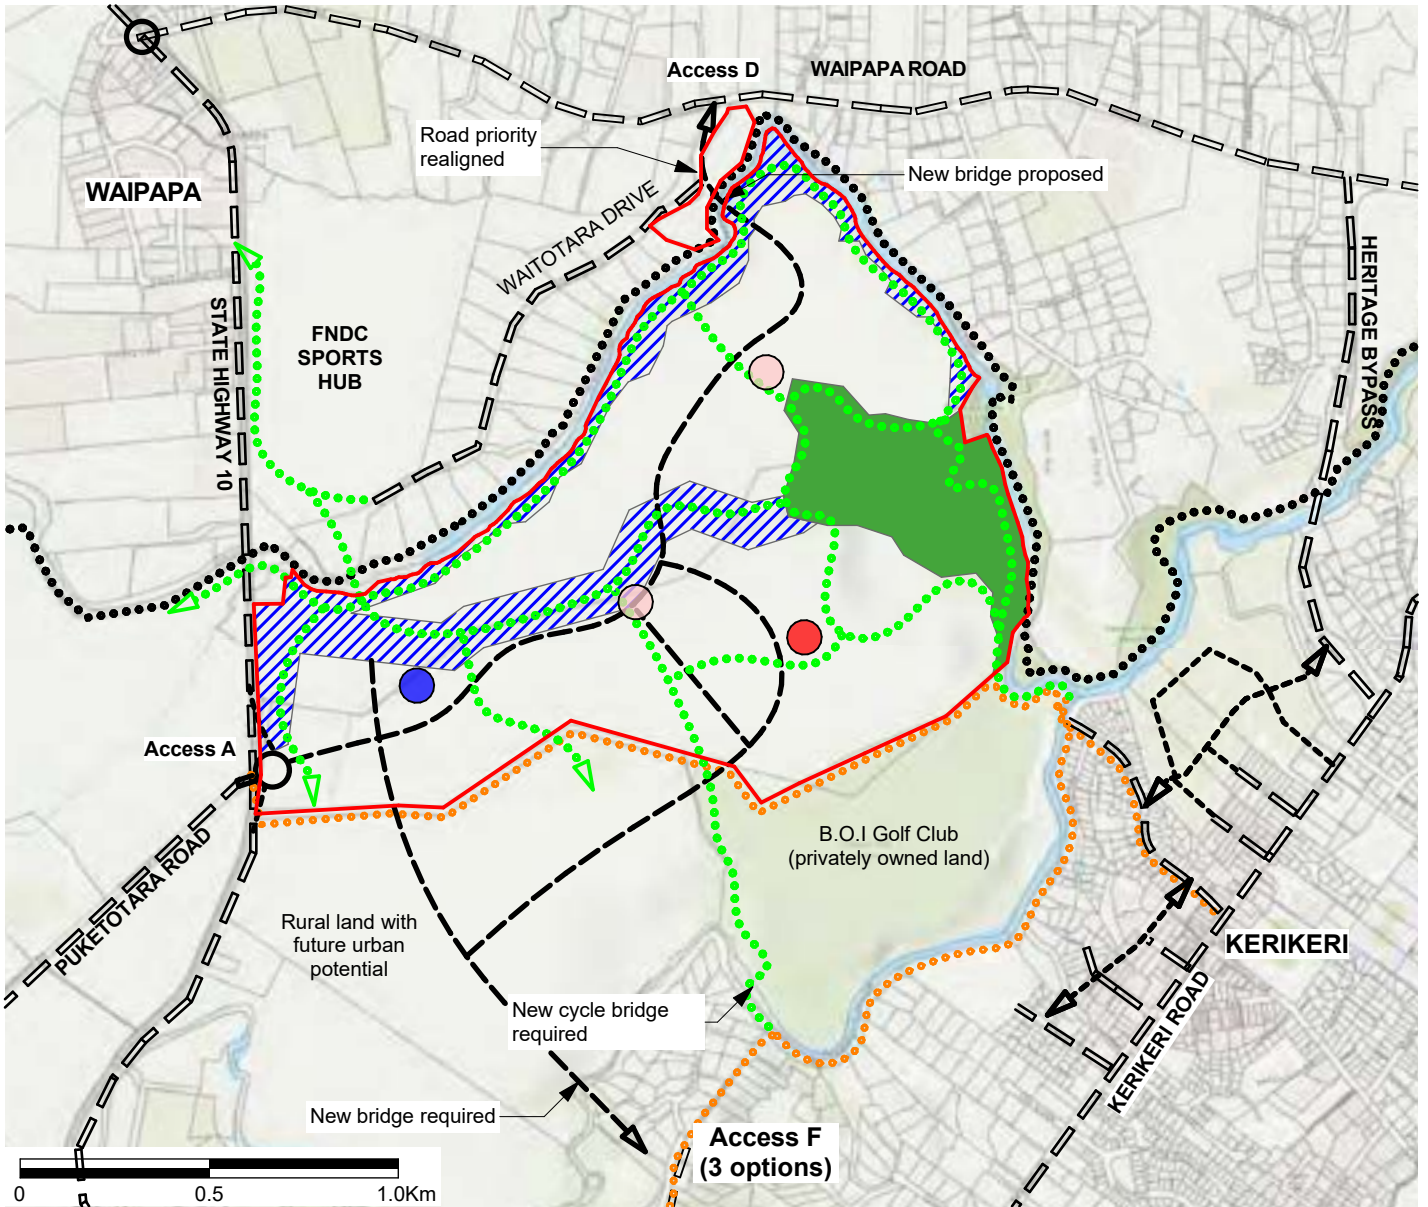 Access D
WAIPAPA ROAD
Road priority
realigned
New bridge proposed
WAIPAPA
WAITOTARA DRIVE
HERITAGE BYPASS
STATE HIGHWAY 10
FNDC
SPORTS
HUB
Access A
PUKETOTARA ROAD
B.O.I Golf Club
(privately owned land)
Rural land with
future urban
potential
KERIKERI
New cycle bridge
required
KERIKERI ROAD
New bridge required
Access F
(3 options)
0
0.5
1.0Km